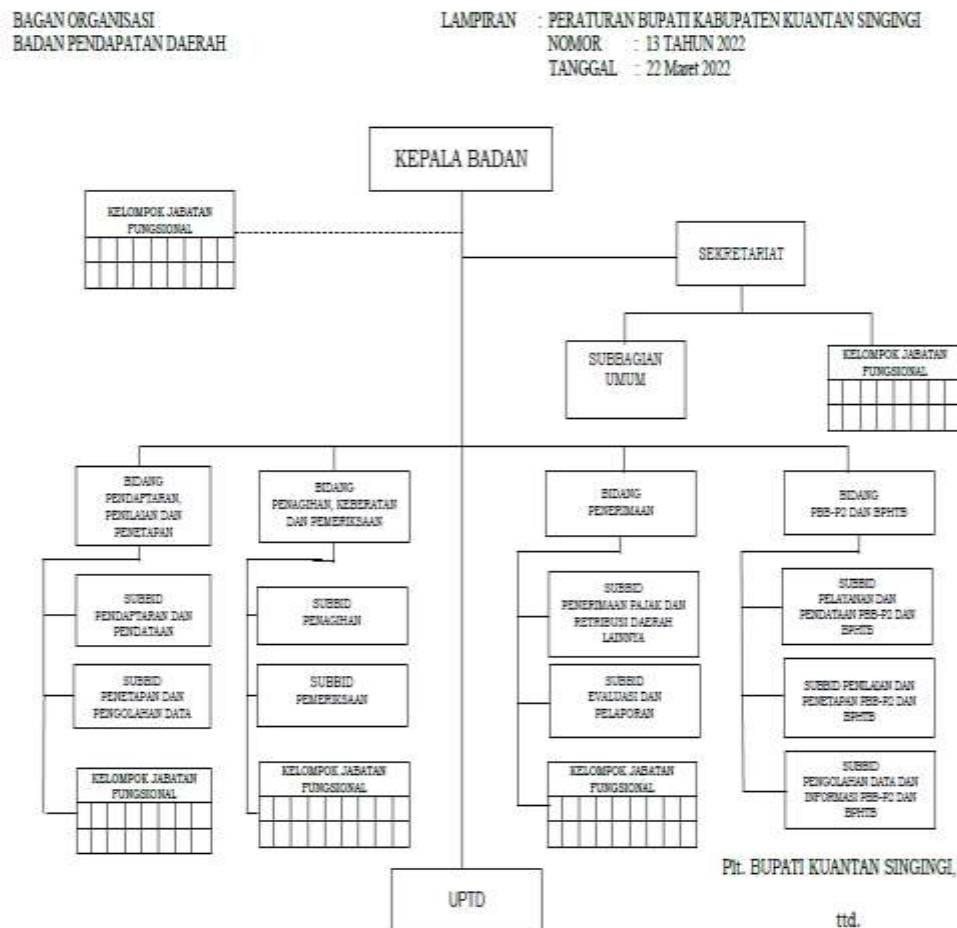 BAGAN ORGANISASI
BADAN PENDAPATAN DAERAH
LAMPIRAN : PERATURAN BUPATI KABUPATEN KUANTAN SINGINGI
NOMOR : 13 TAHUN 2022
TANGGAL : 22 Maret 2022
KEPALA BADAN
KELOMPOK JABATAN
FUNGSIONAL
SEKRETARIAT
SUBBAGIAN
UMUM
KELOMPOK JABATAN
FUNGSIONAL
BIDANG
PENDAFTARAN,
PENILAIAN DAN
PENETAPAN
BIDANG
PENAGIHAN, KEBERATAN
DAN PEMERIKSAAN
BIDANG
PENERIMAAN
BIDANG
PBB-P2 DAN BPHTB
SUBBID
PENDAFTARAN DAN
PENDATAAN
SUBBID
PENAGIHAN
SUBBID
PENERIMAAN PAJAK DAN
RETRIBUSI DAERAH
LAINNYA
SUBBID
PELAYANAN DAN
PENDATAAN PBB-P2 DAN
BPHTB
SUBBID
PENETAPAN DAN
PENGOLAHAN DATA
SUBBID
PEMERIKSAAN
SUBBID
EVALUASI DAN
PELAPORAN
SUBBID PENILAIAN DAN
PENETAPAN PBB-P2 DAN
BPHTB
KELOMPOK JABATAN
FUNGSIONAL
KELOMPOK JABATAN
FUNGSIONAL
KELOMPOK JABATAN
FUNGSIONAL
SUBBID
PENGOLAHAN DATA DAN
INFORMASI PBB-P2 DAN
BPHTB
UPTD
Plt. BUPATI KUANTAN SINGINGI,
ttd.